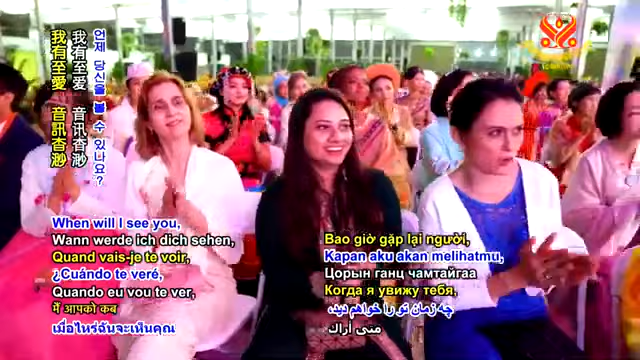 我有至愛 音訊杳渺
我有至爱 音讯杳渺
언제 당신을 볼 수 있나요?
When will I see you,
Wann werde ich dich sehen,
Quand vais-je te voir,
¿Cuándo te veré,
Quando eu vou te ver,
मैं आपको कब
เมื่อไหร่ฉันจะเห็นคุณ
Bao giờ gặp lại người,
Kapan aku akan melihatmu,
Цорын ганц чамтайгаа
Когда я увижу тебя,
چه زمان تو را خواهم دید،
متى أراك